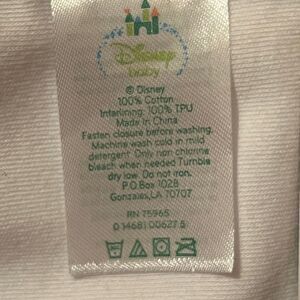 Disney
baby
© Disney
100% Cotton
Interlining: 100% TPU
Made in China
Fasten closure before washing.
Machine wash cold in mild
detergent. Only non chlorine
bleach when needed Tumble
dry low. Do not iron.
P.O.Box 1028
Gonzales,LA 70707
RN 75965
0 14681 00627 5